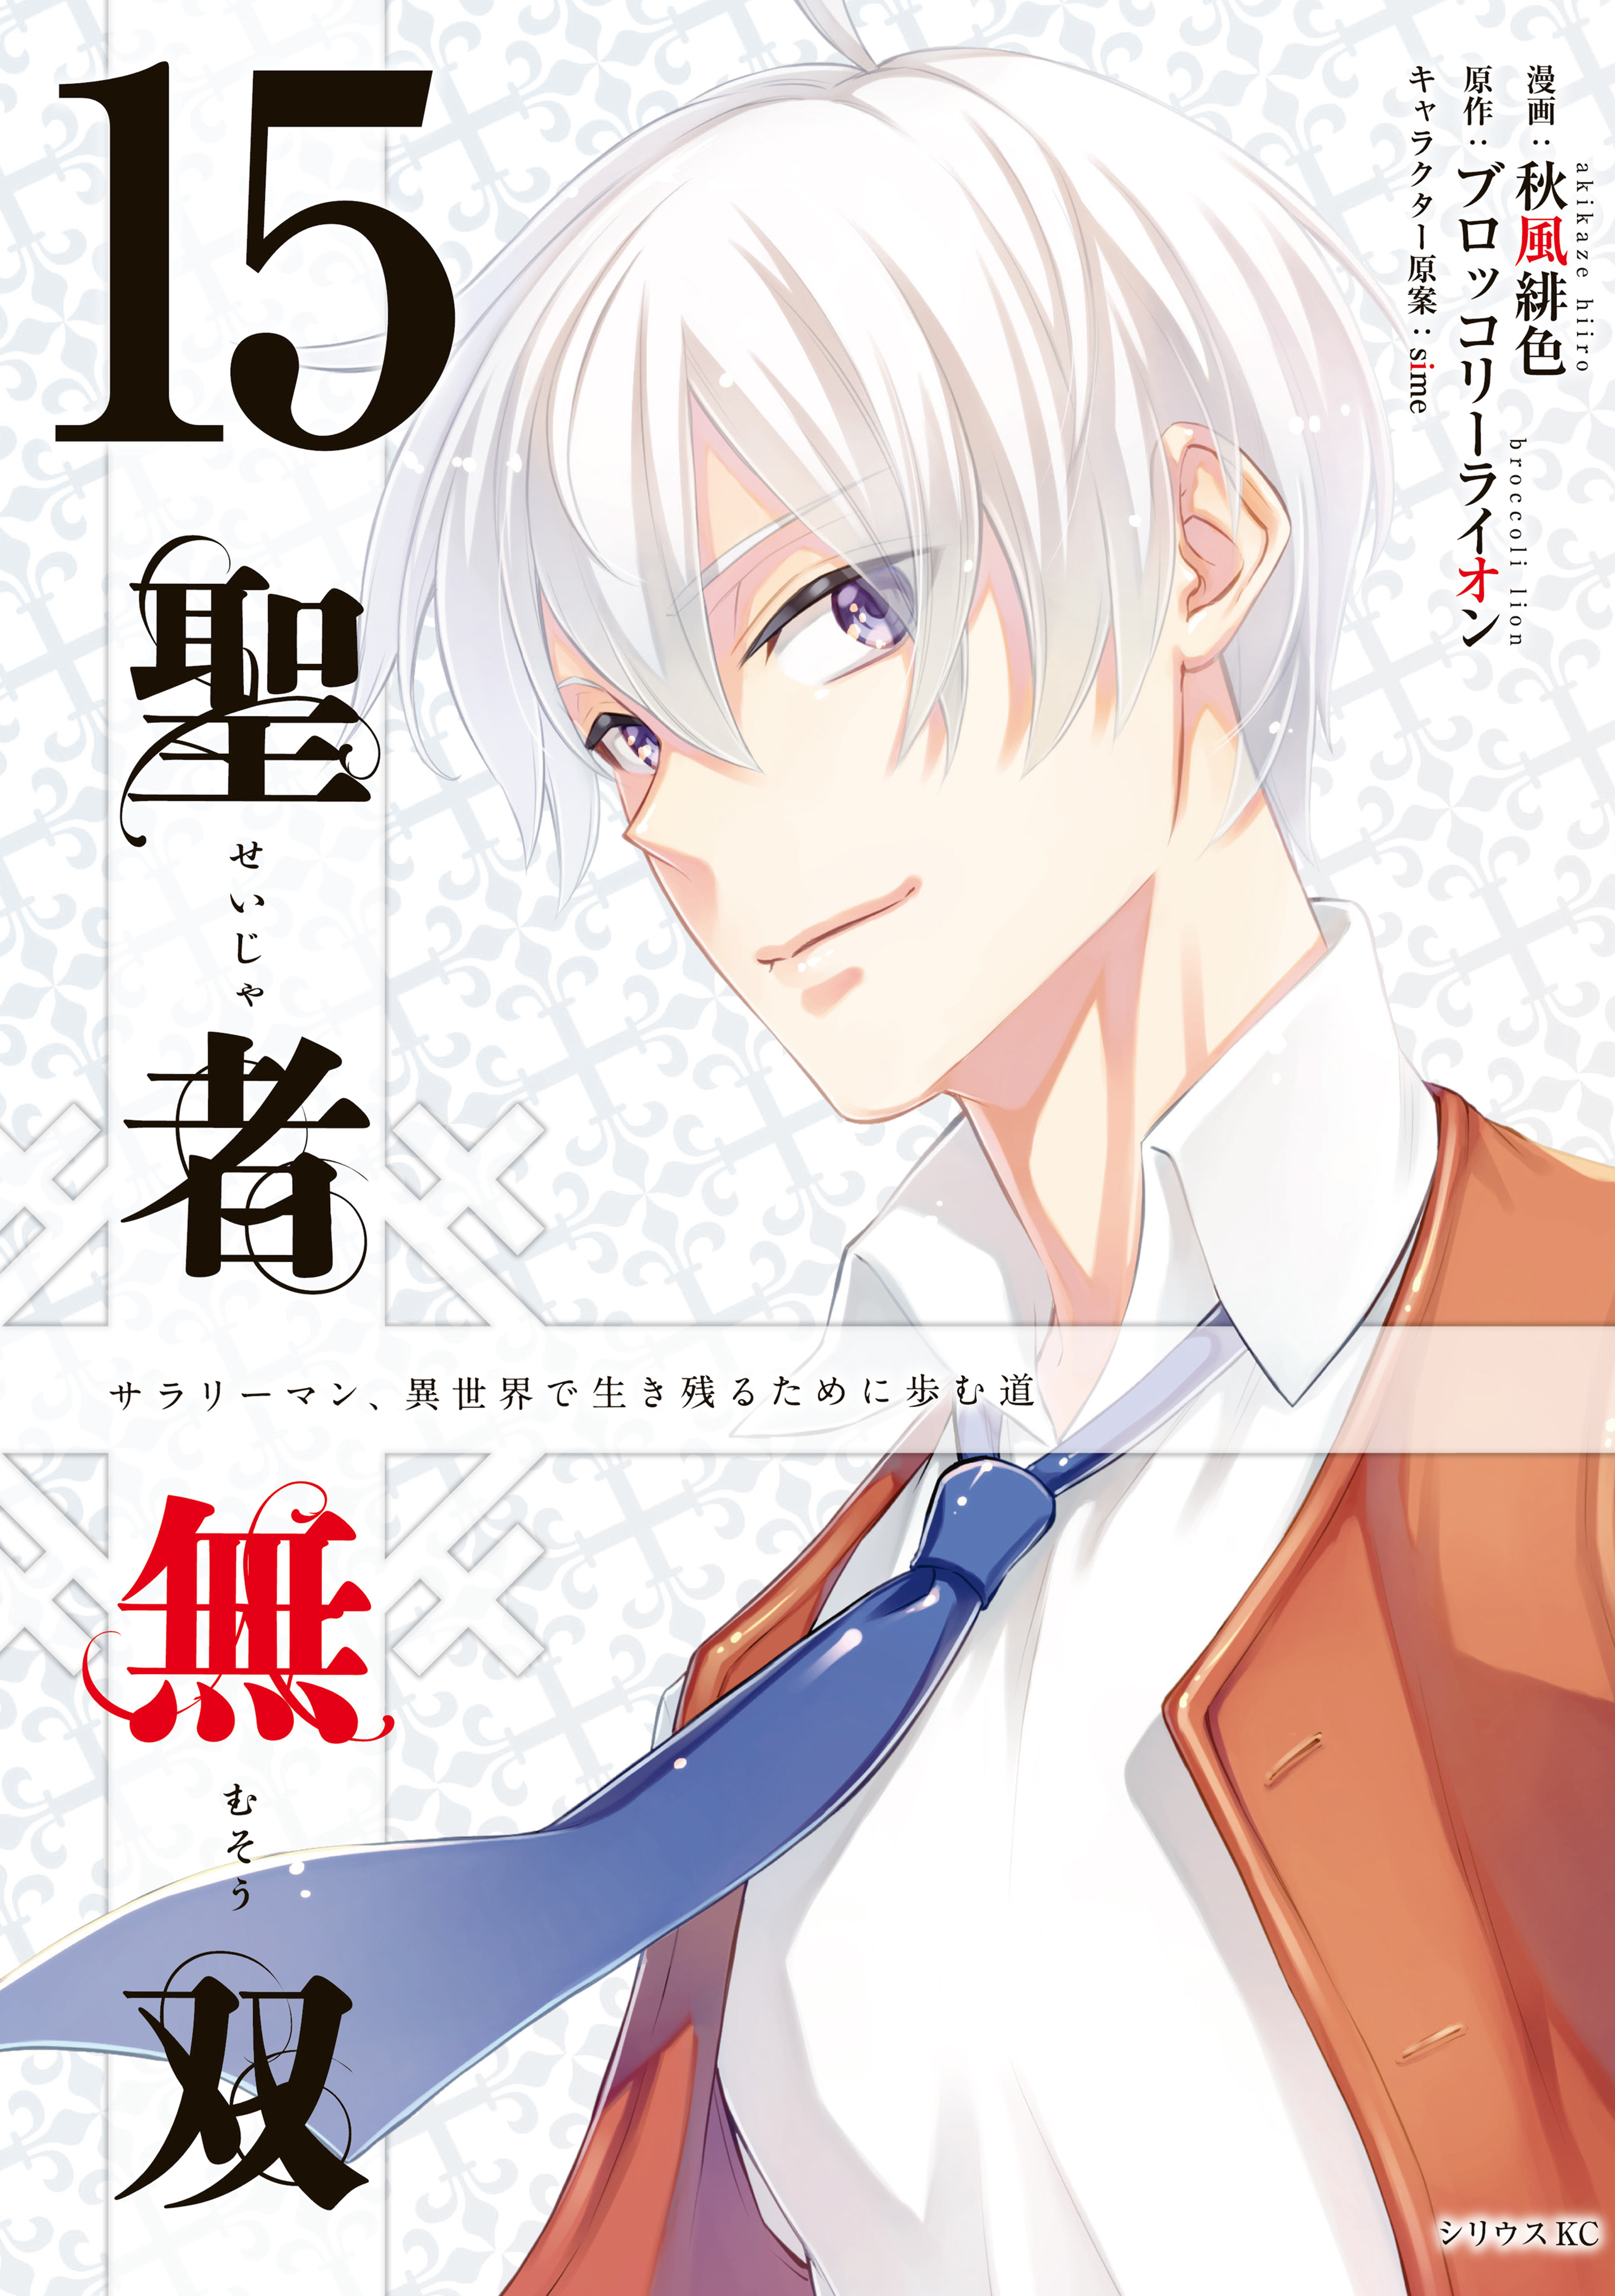 15
聖者無双
せいじゃ
むそう
サラリーマン、異世界で生き残るために歩む道
漫画：秋風緋色
akikaze hiiro
原作：ブロッコリーライオン
broccoli lion
キャラクター原案：sime
シリウスKC